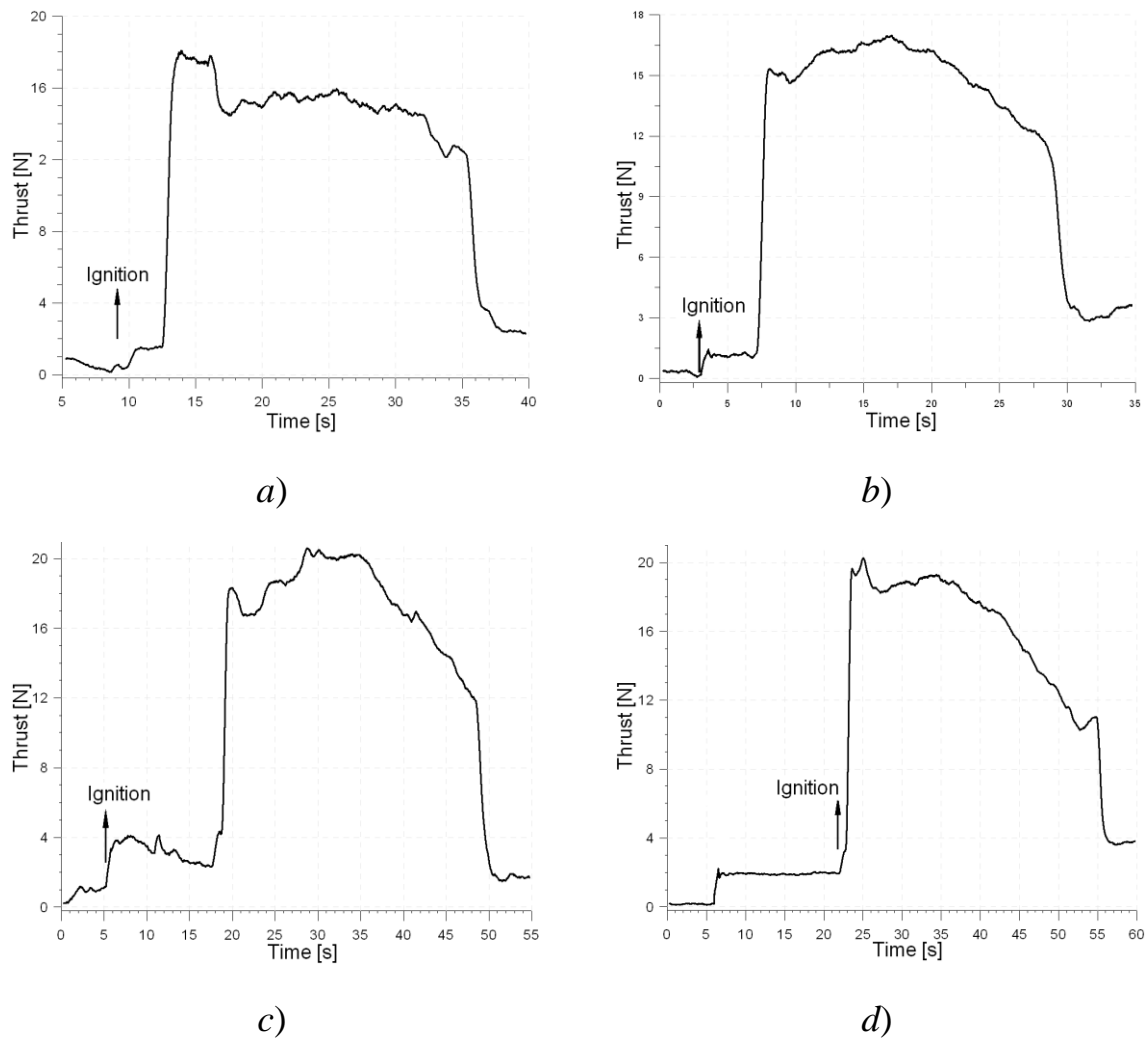 20
16
2
8
4
0
Thrust [N]
Ignition
5 10 15 20 25 30 35 40
Time [s]
a)
18
15
12
9
6
3
0
Thrust [N]
Ignition
0 5 10 15 20 25 30 35
Time [s]
b)
20
16
12
8
4
0
Thrust [N]
Ignition
0 5 10 15 20 25 30 35 40 45 50 55
Time [s]
c)
20
16
12
8
4
0
Thrust [N]
Ignition
0 5 10 15 20 23 30 35 40 45 50 55 60
Time [s]
d)